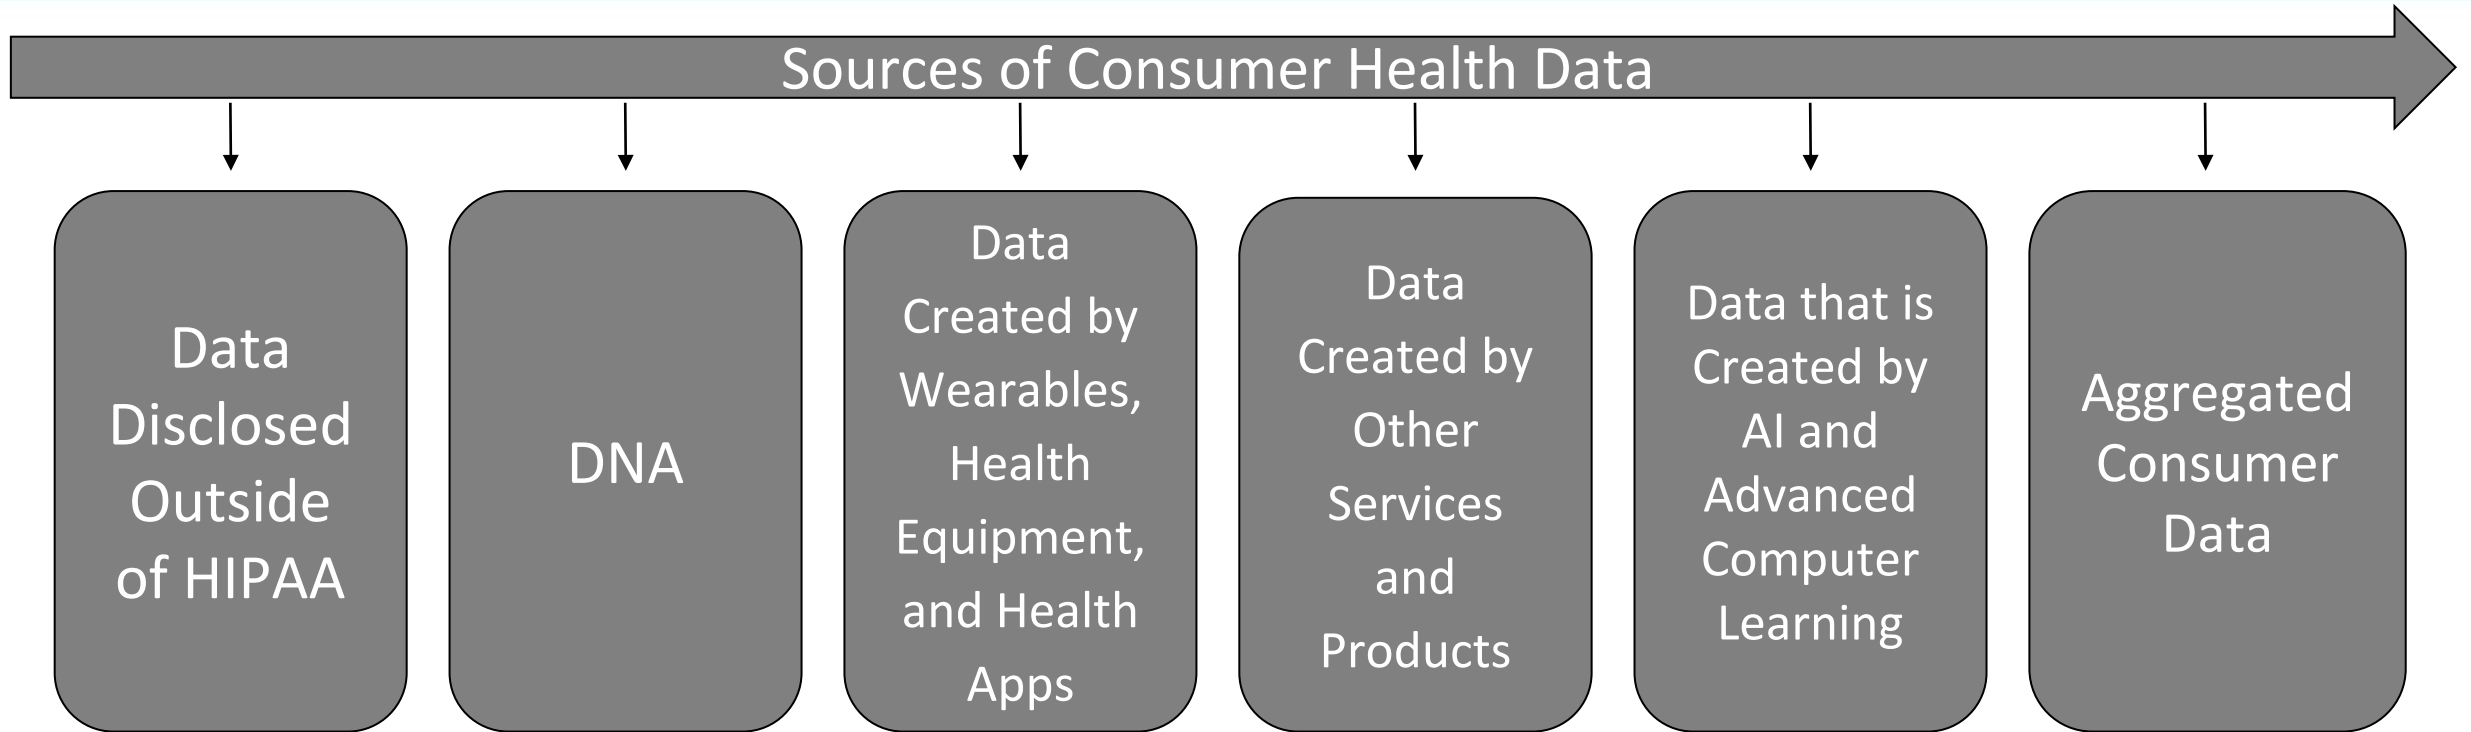 Sources of Consumer Health Data
Data
Disclosed
Outside
of HIPAA
DNA
Data
Created by
Wearables,
Health
Equipment,
and Health
Apps
Data
Created by
Other
Services
and
Products
Data that is
Created by
AI and
Advanced
Computer
Learning
Aggregated
Consumer
Data